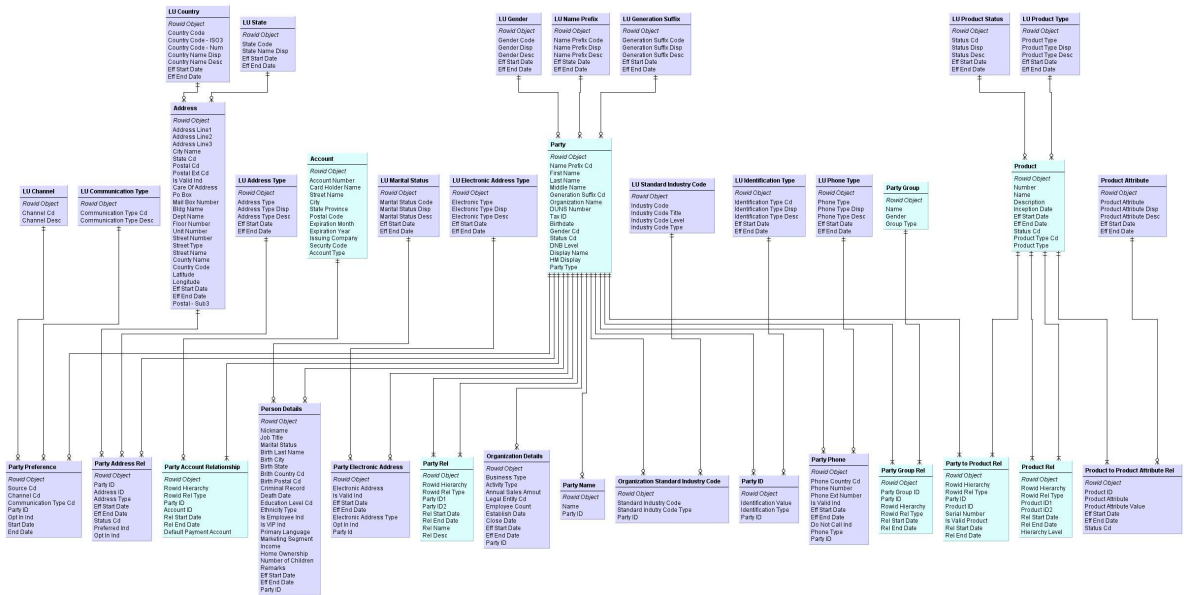 LU Country
Rowid Object
Country Code
Country Code - ISO3
Country Code - Num
Country Name Disp
Country Name Desc
Eff Start Date
Eff End Date
LU State
Rowid Object
State Code
State Name Disp
Eff Start Date
Eff End Date
LU Gender
Rowid Object
Gender Code
Gender Disp
Gender Desc
Eff Start Date
Eff End Date
LU Name Prefix
Rowid Object
Name Prefix Code
Name Prefix Disp
Name Prefix Desc
Eff State Date
Eff End Date
LU Generation Suffix
Rowid Object
Generation Suffix Code
Generation Suffix Disp
Generation Suffix Desc
Eff Start Date
Eff End Date
LU Product Status
Rowid Object
Status Cd
Status Disp
Status Desc
Eff Start Date
Eff End Date
LU Product Type
Rowid Object
Product Type
Product Type Disp
Product Type Desc
Eff Start Date
Eff End Date
Address
Rowid Object
Address Line1
Address Line2
Address Line3
City Name
State Cd
Postal Cd
Postal Ext Cd
Is Valid Ind
Care Of Address
Po Box
Mail Box Number
Bldg Name
Dept Name
Floor Number
Unit Number
Street Number
Street Type
Street Name
County Name
Country Code
Latitude
Longitude
Eff Start Date
Eff End Date
Postal - Sub3
Party
Rowid Object
Name Prefix Cd
First Name
Last Name
Middle Name
Generation Suffix Cd
Organization Name
DUNS Number
Tax ID
Birthdate
Gender Cd
Status Cd
DNB Level
Display Name
HM Display
Party Type
Account
Rowid Object
Account Number
Card Holder Name
Street Name
City
State Province
Postal Code
Expiration Month
Expiration Year
Issuing Company
Security Code
Account Type
Product
Rowid Object
Number
Name
Description
Inception Date
Eff Start Date
Eff End Date
Status Cd
Product Type Cd
Product Type
LU Channel
Rowid Object
Channel Cd
Channel Desc
LU Communication Type
Rowid Object
Communication Type Cd
Communication Type Desc
LU Address Type
Rowid Object
Address Type
Address Type Disp
Address Type Desc
Eff Start Date
Eff End Date
LU Marital Status
Rowid Object
Marital Status Code
Marital Status Disp
Marital Status Desc
Eff Start Date
Eff End Date
LU Electronic Address Type
Rowid Object
Electronic Type
Electronic Type Disp
Electronic Type Desc
Eff Start Date
Eff End Date
LU Standard Industry Code
Rowid Object
Industry Code
Industry Code Title
Industry Code Level
Industry Code Type
LU Identification Type
Rowid Object
Identification Type Cd
Identification Type Disp
Identification Type Desc
Eff Start Date
Eff End Date
LU Phone Type
Rowid Object
Phone Type
Phone Type Disp
Phone Type Desc
Eff Start Date
Eff End Date
Party Group
Rowid Object
Name
Gender
Group Type
Product Attribute
Rowid Object
Product Attribute
Product Attribute Disp
Product Attribute Desc
Eff Start Date
Eff End Date
Party Preference
Rowid Object
Source Cd
Channel Cd
Communication Type Cd
Party ID
Opt In Ind
Start Date
End Date
Party Address Rel
Rowid Object
Party ID
Address ID
Address Type
Eff Start Date
Eff End Date
Status Cd
Preferred Ind
Opt In Ind
Party Account Relationship
Rowid Object
Rowid Hierarchy
Rowid Rel Type
Party ID
Account ID
Rel Start Date
Rel End Date
Default Payment Account
Person Details
Rowid Object
Nickname
Job Title
Marital Status
Birth Last Name
Birth City
Birth State
Birth Country Cd
Birth Postal Cd
Criminal Record
Death Date
Education Level Cd
Ethnicity Type
Is Employee Ind
Is VIP Ind
Primary Language
Marketing Segment
Income
Home Ownership
Number of Children
Remarks
Eff Start Date
Eff End Date
Party ID
Party Electronic Address
Rowid Object
Electronic Address
Is Valid Ind
Eff Start Date
Eff End Date
Electronic Address Type
Opt In Ind
Party Id
Party Rel
Rowid Object
Rowid Hierarchy
Rowid Rel Type
Party ID1
Party ID2
Rel Start Date
Rel End Date
Rel Name
Rel Desc
Organization Details
Rowid Object
Business Type
Activity Type
Annual Sales Amout
Legal Entity Cd
Employee Count
Establish Date
Close Date
Eff Start Date
Eff End Date
Party ID
Party Name
Rowid Object
Name
Party ID
Organization Standard Industry Code
Rowid Object
Standard Industry Code
Standard Indutry Code Type
Party ID
Party ID
Rowid Object
Identification Value
Identification Type
Party ID
Party Phone
Rowid Object
Phone Country Cd
Phone Number
Phone Ext Number
Is Valid Ind
Eff Start Date
Eff End Date
Do Not Call Ind
Phone Type
Party ID
Party Group Rel
Rowid Object
Party Group ID
Party ID
Rowid Hierarchy
Rowid Rel Type
Rel Start Date
Rel End Date
Party to Product Rel
Rowid Object
Rowid Hierarchy
Rowid Rel Type
Party ID
Product ID
Serial Number
Is Valid Product
Rel Start Date
Rel End Date
Product Rel
Rowid Object
Rowid Hierarchy
Rowid Rel Type
Product ID1
Product ID2
Rel Start Date
Rel End Date
Hierarchy Level
Product to Product Attribute Rel
Rowid Object
Product ID
Product Attribute
Product Attribute Value
Eff Start Date
Eff End Date
Status Cd